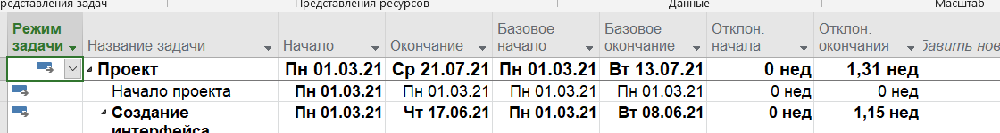 редставления задач Представления ресурсов Данные Масштаб
Режим задачи Название задачи Начало Окончание Базовое начало Базовое окончание Отклон. начала Отклон. окончания бавить нов
Проект Пн 01.03.21 Ср 21.07.21 Пн 01.03.21 Вт 13.07.21 0 нед 1,31 нед
Начало проекта Пн 01.03.21 Пн 01.03.21 Пн 01.03.21 Пн 01.03.21 0 нед 0 нед
Создание Пн 01.03.21 Чт 17.06.21 Пн 01.03.21 Вт 08.06.21 0 нед 1,15 нед
интерфейса